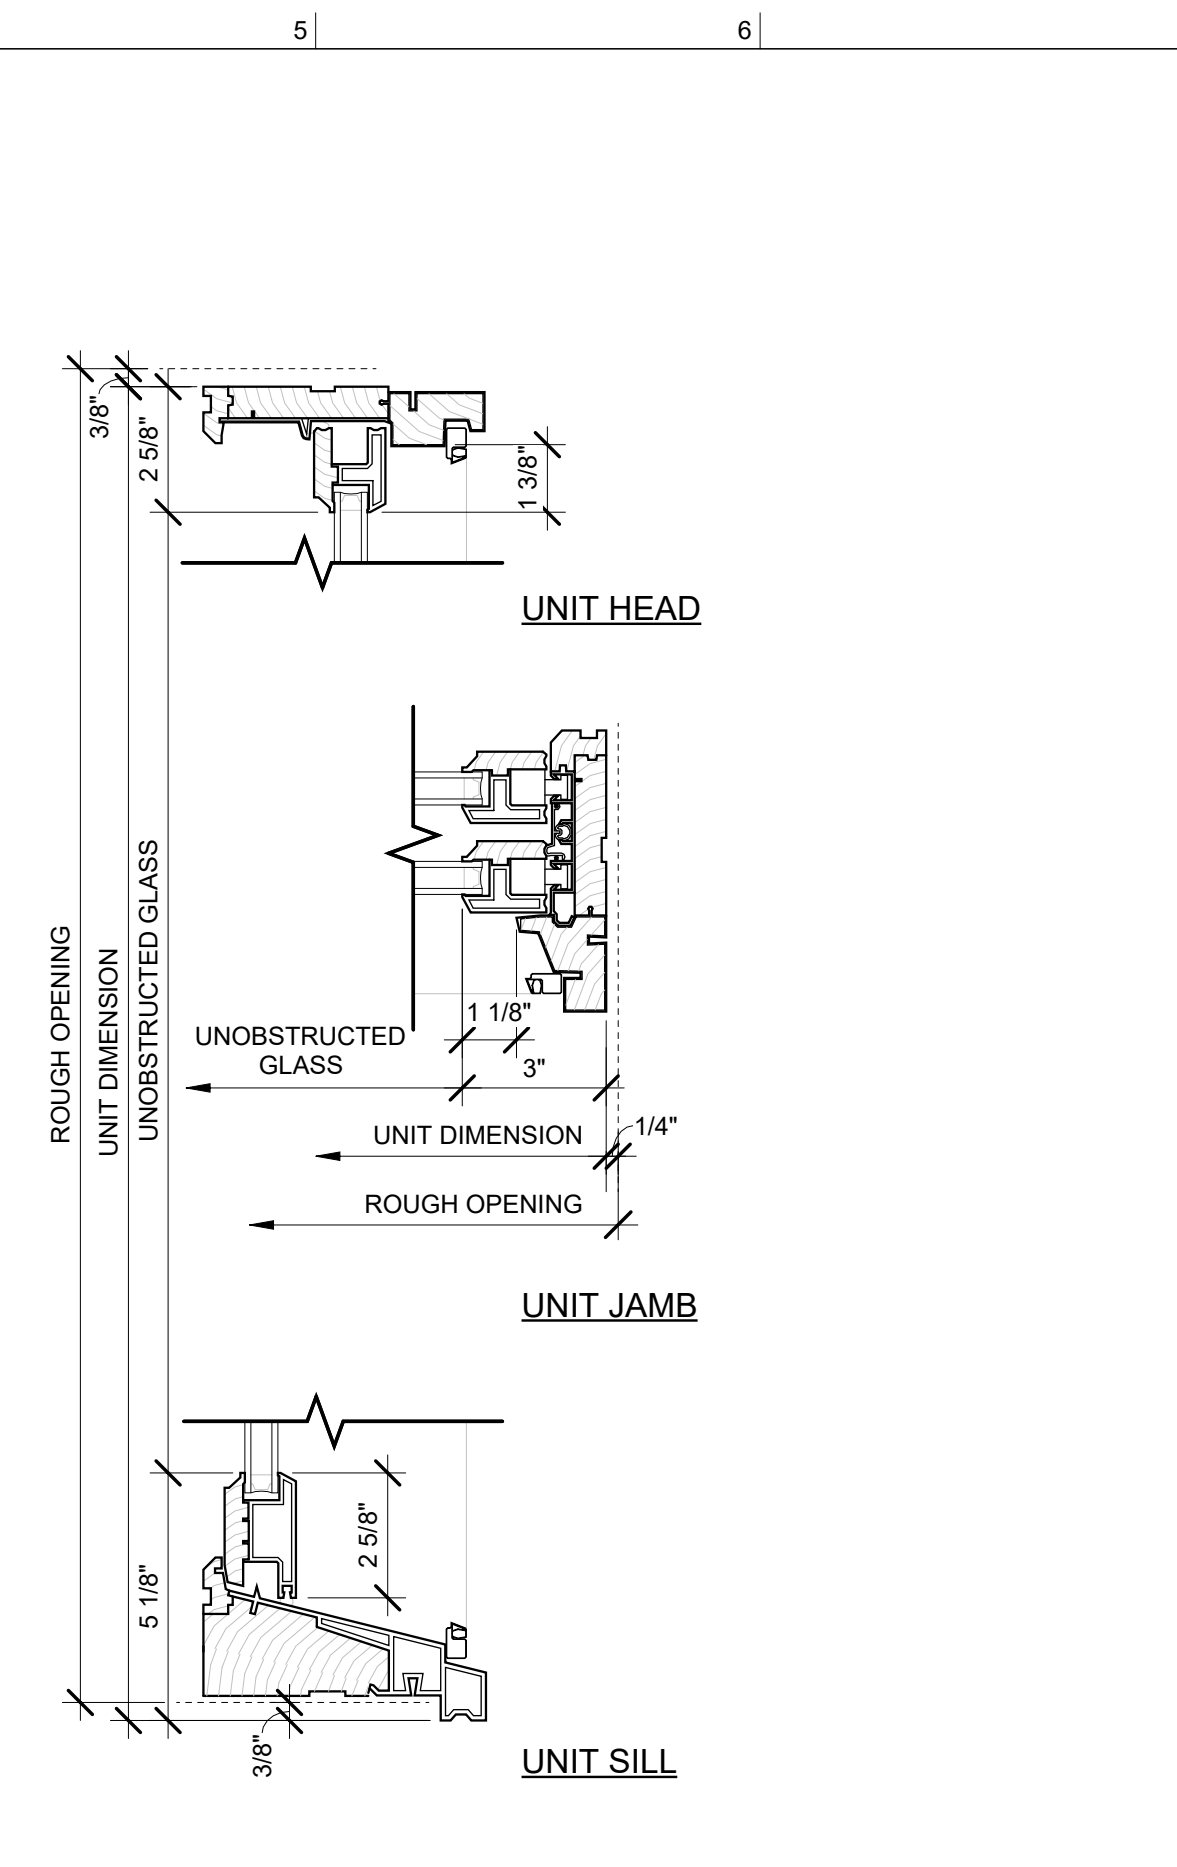 5
6
3/8"
2 5/8"
1 3/8"
UNIT HEAD
ROUGH OPENING
UNIT DIMENSION
UNOBSTRUCTED GLASS
1 1/8"
UNOBSTRUCTED
GLASS
3"
UNIT DIMENSION
1/4"
ROUGH OPENING
UNIT JAMB
2 5/8"
5 1/8"
3/8"
UNIT SILL